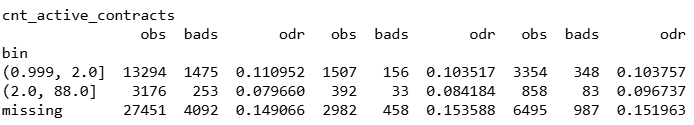 cnt_active_contracts
obs bads odr obs bads odr obs bads odr
bin
(0.999, 2.0] 13294 1475 0.110952 1507 156 0.103517 3354 348 0.103757
(2.0, 88.0] 3176 253 0.079660 392 33 0.084184 858 83 0.096737
missing 27451 4092 0.149066 2982 458 0.153588 6495 987 0.151963